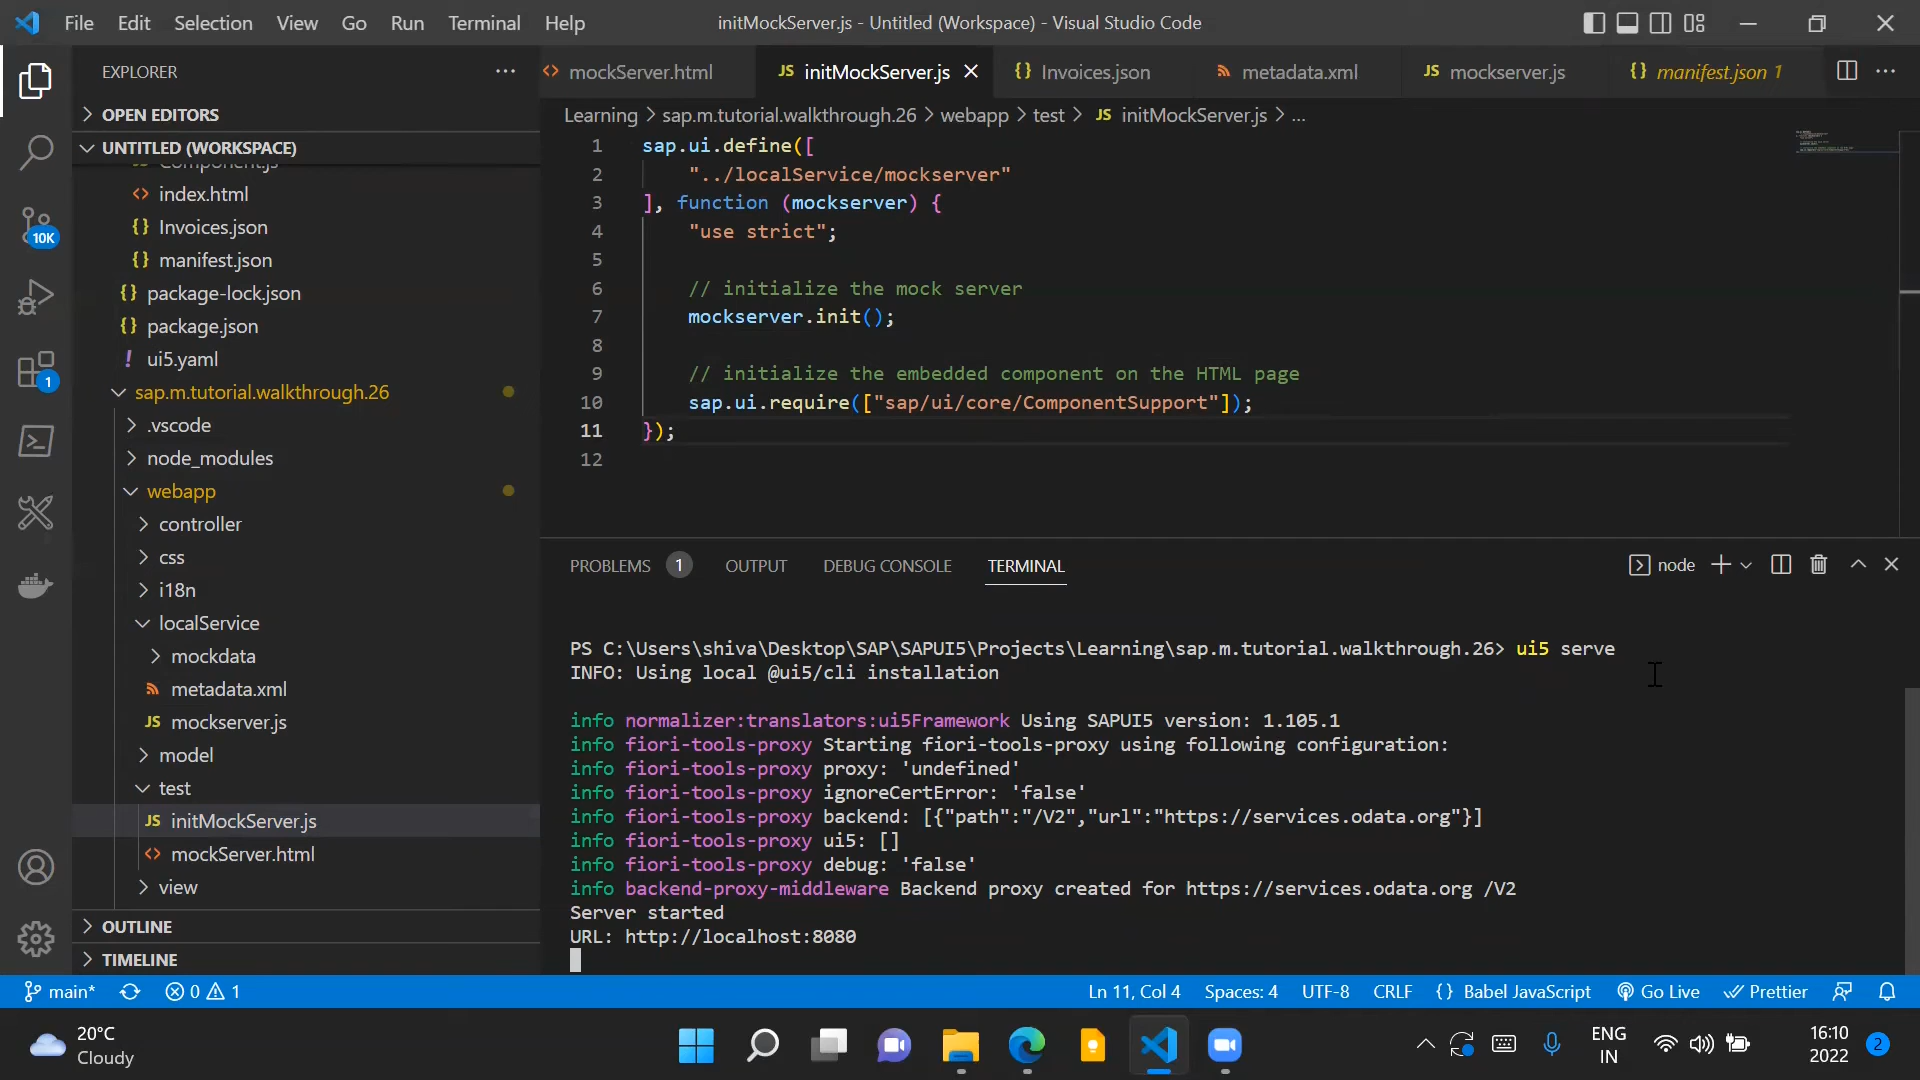 File Edit Selection View Go Run Terminal Help
initMockServer.js - Untitled (Workspace) - Visual Studio Code
EXPLORER
OPEN EDITORS
UNTITLED (WORKSPACE)
Component.js
index.html
Invoices.json
manifest.json
package-lock.json
package.json
ui5.yaml
sap.m.tutorial.walkthrough.26
.vscode
node_modules
webapp
controller
css
i18n
localService
mockdata
metadata.xml
JS mockserver.js
model
test
JS initMockServer.js
mockServer.html
view
OUTLINE
TIMELINE
10K
1
mockServer.html
JS initMockServer.js
{} Invoices.json
metadata.xml
JS mockserver.js
{} manifest.json 1
Learning > sap.m.tutorial.walkthrough.26 > webapp > test > JS initMockServer.js > ...
1 sap.ui.define([
2 "../localService/mockserver"
3 ], function (mockserver) {
4 "use strict";
5
6 // initialize the mock server
7 mockserver.init();
8
9 // initialize the embedded component on the HTML page
10 sap.ui.require(["sap/ui/core/ComponentSupport"]);
11 });
12
PROBLEMS 1 OUTPUT DEBUG CONSOLE TERMINAL
node
PS C:\Users\shiva\Desktop\SAP\SAPUI5\Projects\Learning\sap.m.tutorial.walkthrough.26> ui5 serve
INFO: Using local @ui5/cli installation
info normalizer:translators:ui5Framework Using SAPUI5 version: 1.105.1
info fiori-tools-proxy Starting fiori-tools-proxy using following configuration:
info fiori-tools-proxy proxy: 'undefined'
info fiori-tools-proxy ignoreCertError: 'false'
info fiori-tools-proxy backend: [{"path":"/V2","url":"https://services.odata.org"}]
info fiori-tools-proxy ui5: []
info fiori-tools-proxy debug: 'false'
info backend-proxy-middleware Backend proxy created for https://services.odata.org /V2
Server started
URL: http://localhost:8080
main* 0 1
Ln 11, Col 4 Spaces: 4 UTF-8 CRLF {} Babel JavaScript Go Live Prettier
20°C
Cloudy
ENG
IN
16:10
2022
2